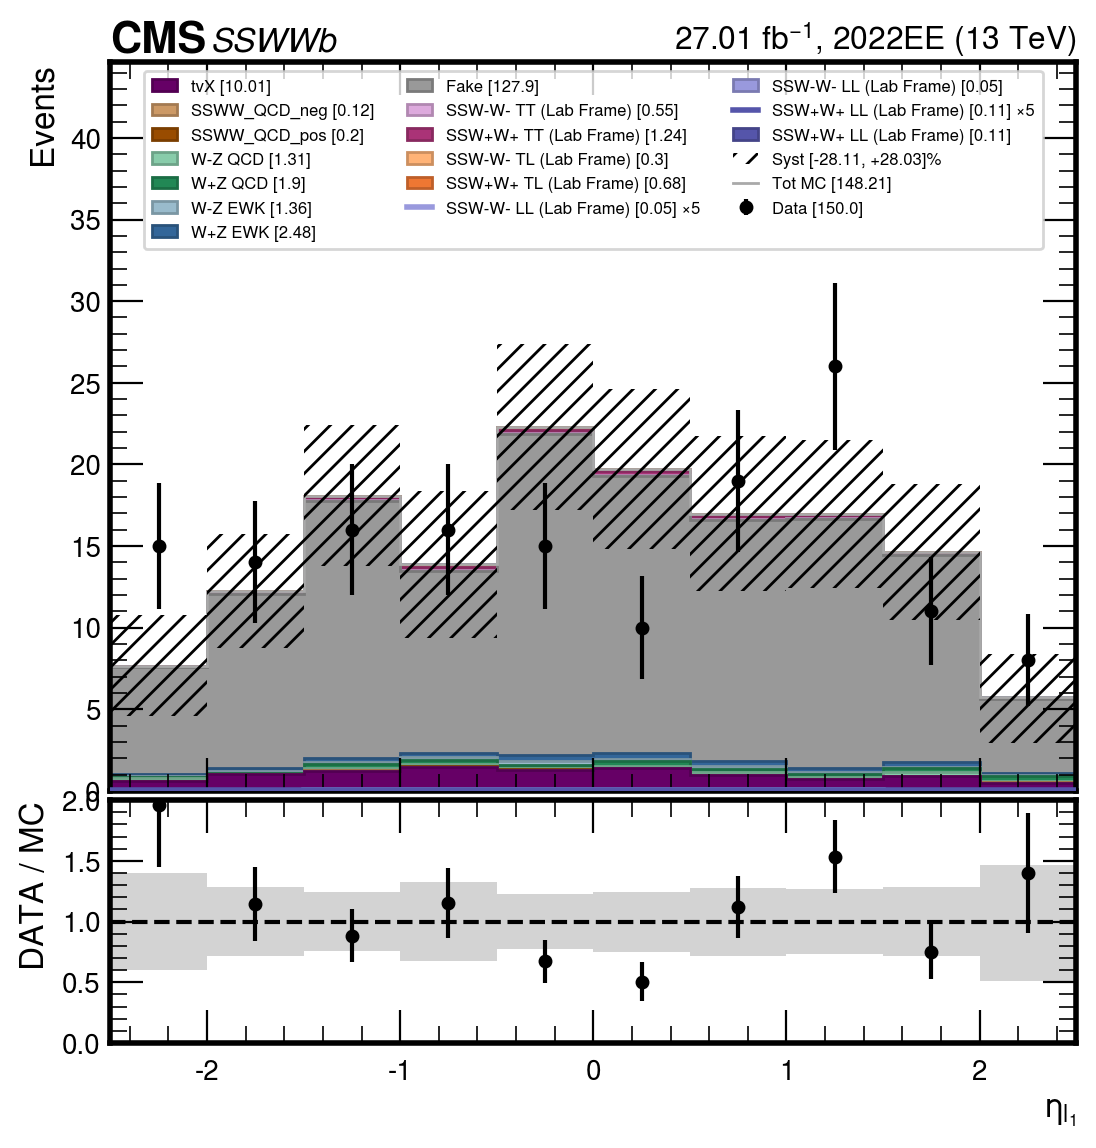 CMS SSWWb 27.01 fb⁻¹, 2022EE (13 TeV)
Events
tvX [10.01]
SSWW_QCD_neg [0.12]
SSWW_QCD_pos [0.2]
W-Z QCD [1.31]
W+Z QCD [1.9]
W-Z EWK [1.36]
W+Z EWK [2.48]
Fake [127.9]
SSW-W- TT (Lab Frame) [0.55]
SSW+W+ TT (Lab Frame) [1.24]
SSW-W- TL (Lab Frame) [0.3]
SSW+W+ TL (Lab Frame) [0.68]
SSW-W- LL (Lab Frame) [0.05] ×5
SSW-W- LL (Lab Frame) [0.05]
SSW+W+ LL (Lab Frame) [0.11] ×5
SSW+W+ LL (Lab Frame) [0.11]
Syst [-28.11, +28.03]%
Tot MC [148.21]
Data [150.0]
40
35
30
25
20
15
10
5
0
DATA / MC
2.0
1.5
1.0
0.5
0.0
-2 -1 0 1 2
η_l₁